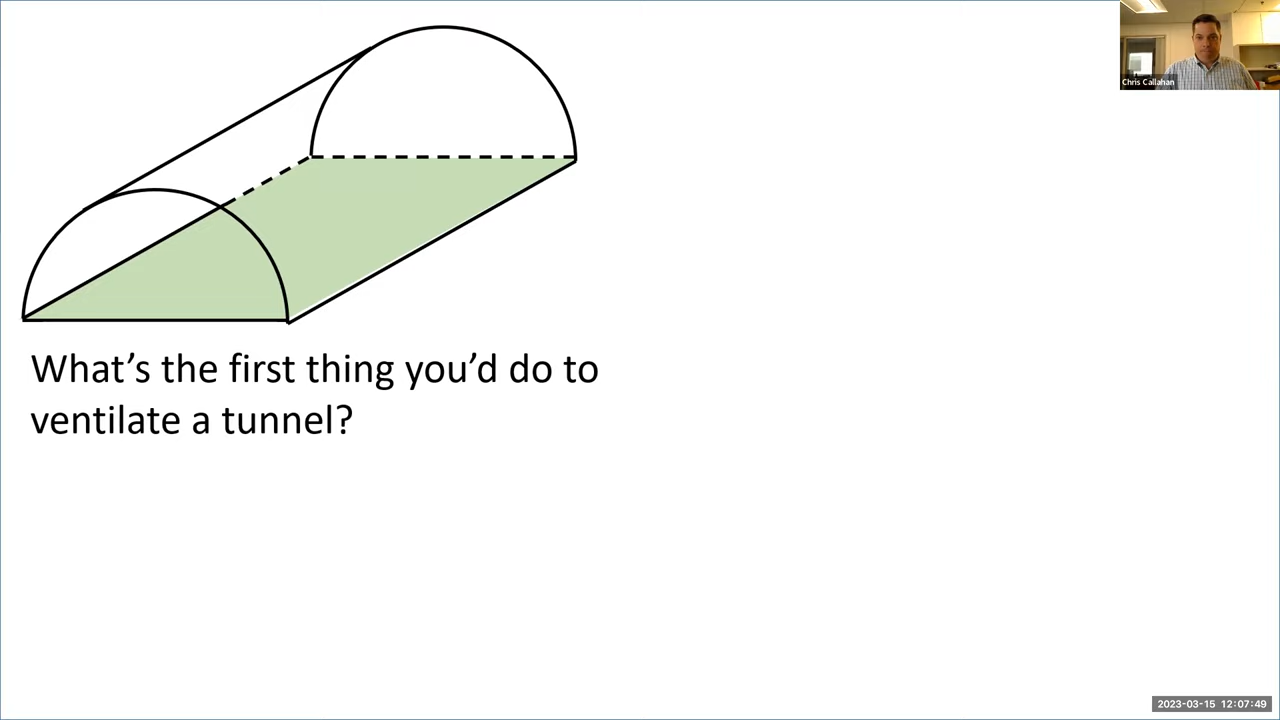 Chris Callahan
What’s the first thing you’d do to
ventilate a tunnel?
2023-03-15 12:07:49